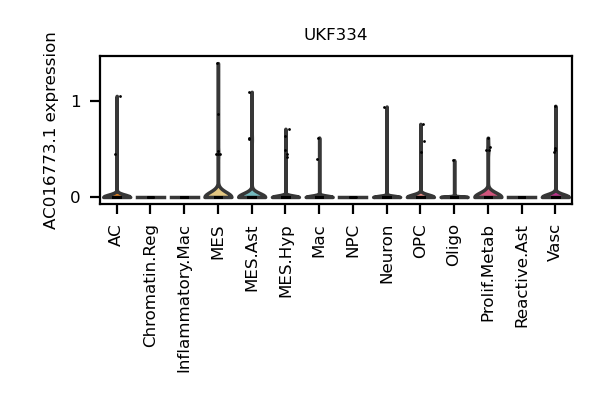 UKF334
AC016773.1 expression
1
0
AC
Chromatin.Reg
Inflammatory.Mac
MES
MES.Ast
MES.Hyp
Mac
NPC
Neuron
OPC
Oligo
Prolif.Metab
Reactive.Ast
Vasc